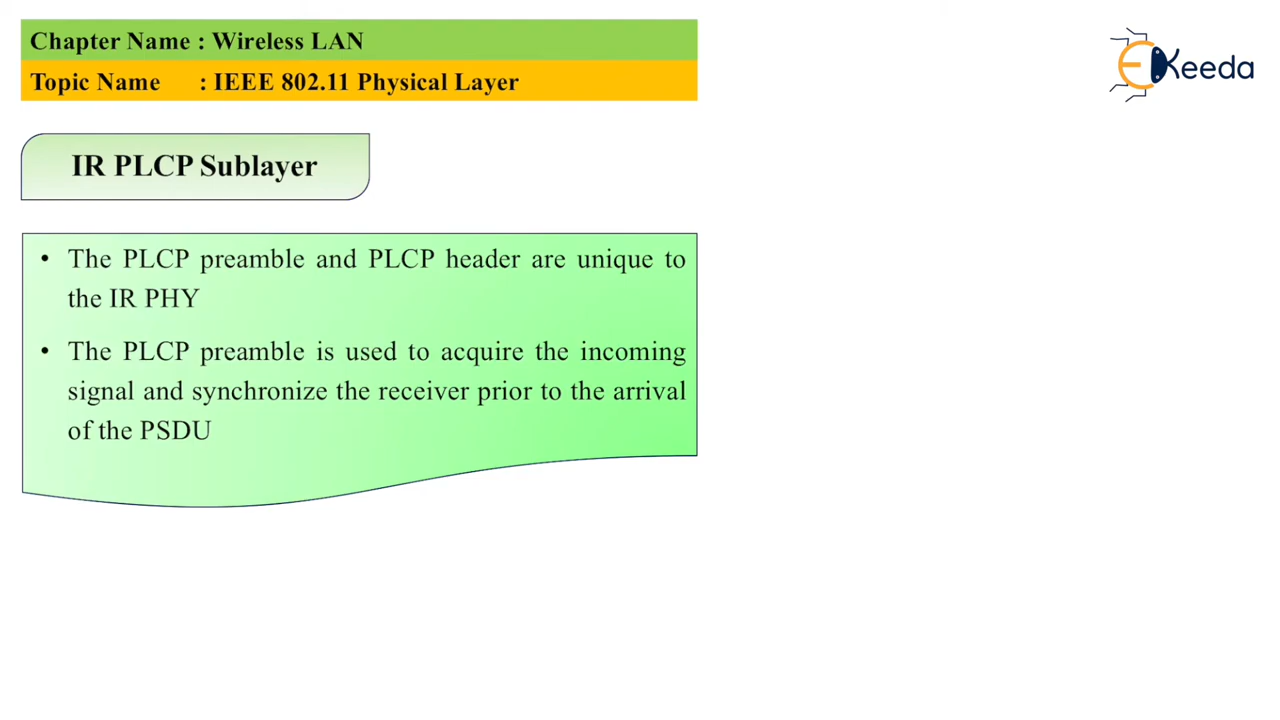 Chapter Name : Wireless LAN
Topic Name : IEEE 802.11 Physical Layer
EKeeda
IR PLCP Sublayer
• The PLCP preamble and PLCP header are unique to
the IR PHY
• The PLCP preamble is used to acquire the incoming
signal and synchronize the receiver prior to the arrival
of the PSDU